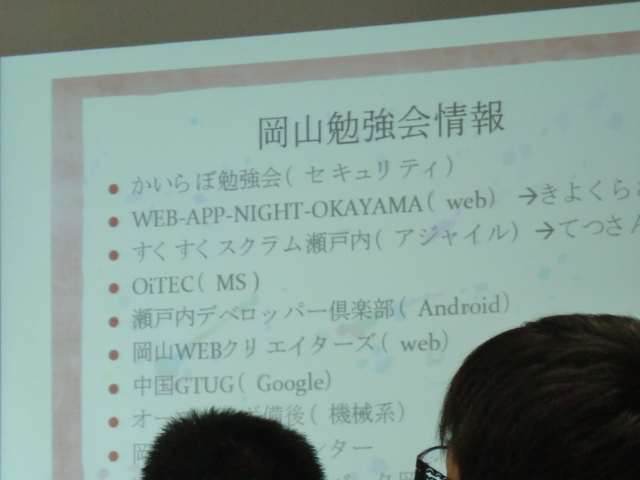 岡山勉強会情報
• かいらぼ勉強会( セキュリティ)
• WEB-APP-NIGHT-OKAYAMA( web) →きよくら
• すくすくスクラム瀬戸内( アジャイル) →てつさん
• OiTEC( MS )
• 瀬戸内デベロッパー倶楽部( Android)
• 岡山WEBクリエイターズ( web)
• 中国GTUG( Google)
• オー 備後( 機械系)
• 岡 ター